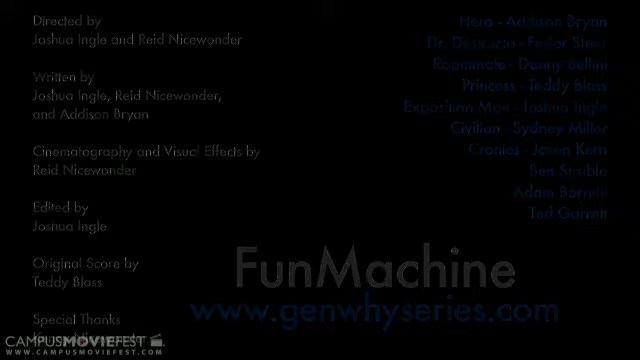 Directed by
Joshua Ingle and Reid Nicewonder
Written by
Joshua Ingle, Reid Nicewonder,
and Addison Bryan
Cinematography and Visual Effects by
Reid Nicewonder
Edited by
Joshua Ingle
Original Score by
Teddy Blass
Special Thanks
Hero - Addison Bryan
Dr.
Roommate - Danny Bellini
Princess - Teddy Blass
Exposition Man - Joshua Ingle
Civilian - Sydney Miller
Cronies - Jason Kern
Ben Struble
Adam
Ted Garrett
FunMachine
www.genwhyseries.com
CAMPUSMOVIEFEST
WWW.CAMPUSMOVIEFEST.COM